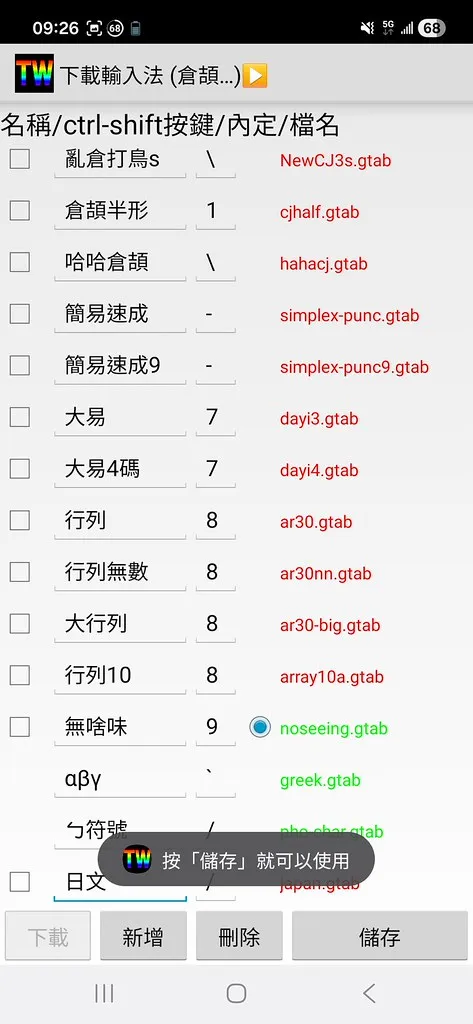 09:26 68 5G 68
TW 下載輸入法 (倉頡…)
名稱/ctrl-shift按鍵/內定/檔名
亂倉打鳥s \ NewCJ3s.gtab
倉頡半形 1 cjhalf.gtab
哈哈倉頡 \ hahacj.gtab
簡易速成 - simplex-punc.gtab
簡易速成9 - simplex-punc9.gtab
大易 7 dayi3.gtab
大易4碼 7 dayi4.gtab
行列 8 ar30.gtab
行列無數 8 ar30nn.gtab
大行列 8 ar30-big.gtab
行列10 8 array10a.gtab
無啥味 9 noseeing.gtab
αβγ ` greek.gtab
ㄅ符號 / pho-char.gtab
TW 按「儲存」就可以使用
日文 / japan.gtab
下載 新增 刪除 儲存